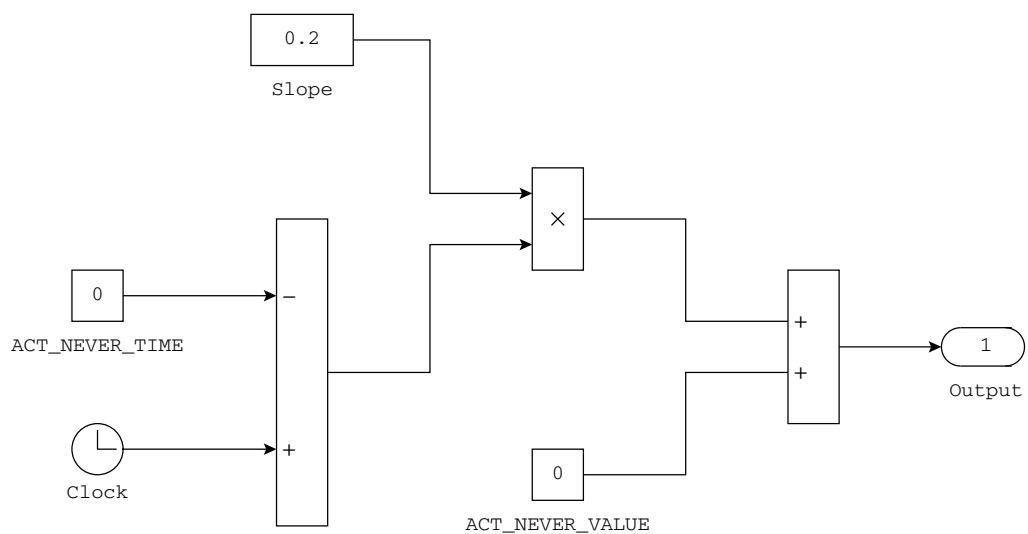 0.2
Slope
×
0
−
ACT_NEVER_TIME
+
+
1
Output
+
Clock
0
ACT_NEVER_VALUE